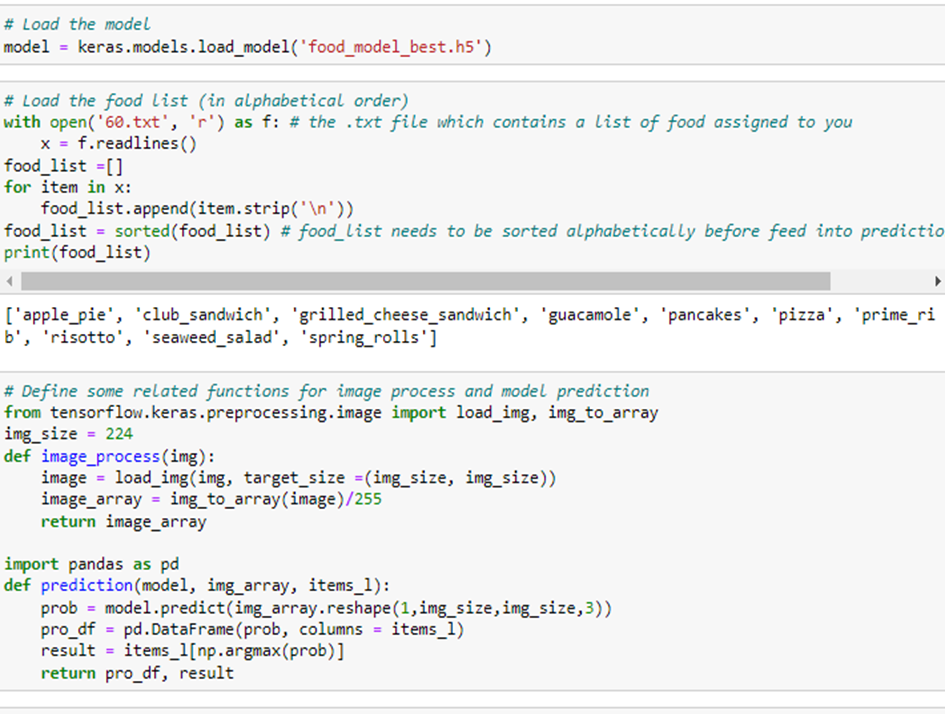 # Load the model
model = keras.models.load_model('food_model_best.h5')
# Load the food list (in alphabetical order)
with open('60.txt', 'r') as f: # the .txt file which contains a list of food assigned to you
    x = f.readlines()
food_list =[]
for item in x:
    food_list.append(item.strip('\n'))
food_list = sorted(food_list) # food_list needs to be sorted alphabetically before feed into predictio
print(food_list)
['apple_pie', 'club_sandwich', 'grilled_cheese_sandwich', 'guacamole', 'pancakes', 'pizza', 'prime_ri
b', 'risotto', 'seaweed_salad', 'spring_rolls']
# Define some related functions for image process and model prediction
from tensorflow.keras.preprocessing.image import load_img, img_to_array
img_size = 224
def image_process(img):
    image = load_img(img, target_size =(img_size, img_size))
    image_array = img_to_array(image)/255
    return image_array
import pandas as pd
def prediction(model, img_array, items_l):
    prob = model.predict(img_array.reshape(1,img_size,img_size,3))
    pro_df = pd.DataFrame(prob, columns = items_l)
    result = items_l[np.argmax(prob)]
    return pro_df, result